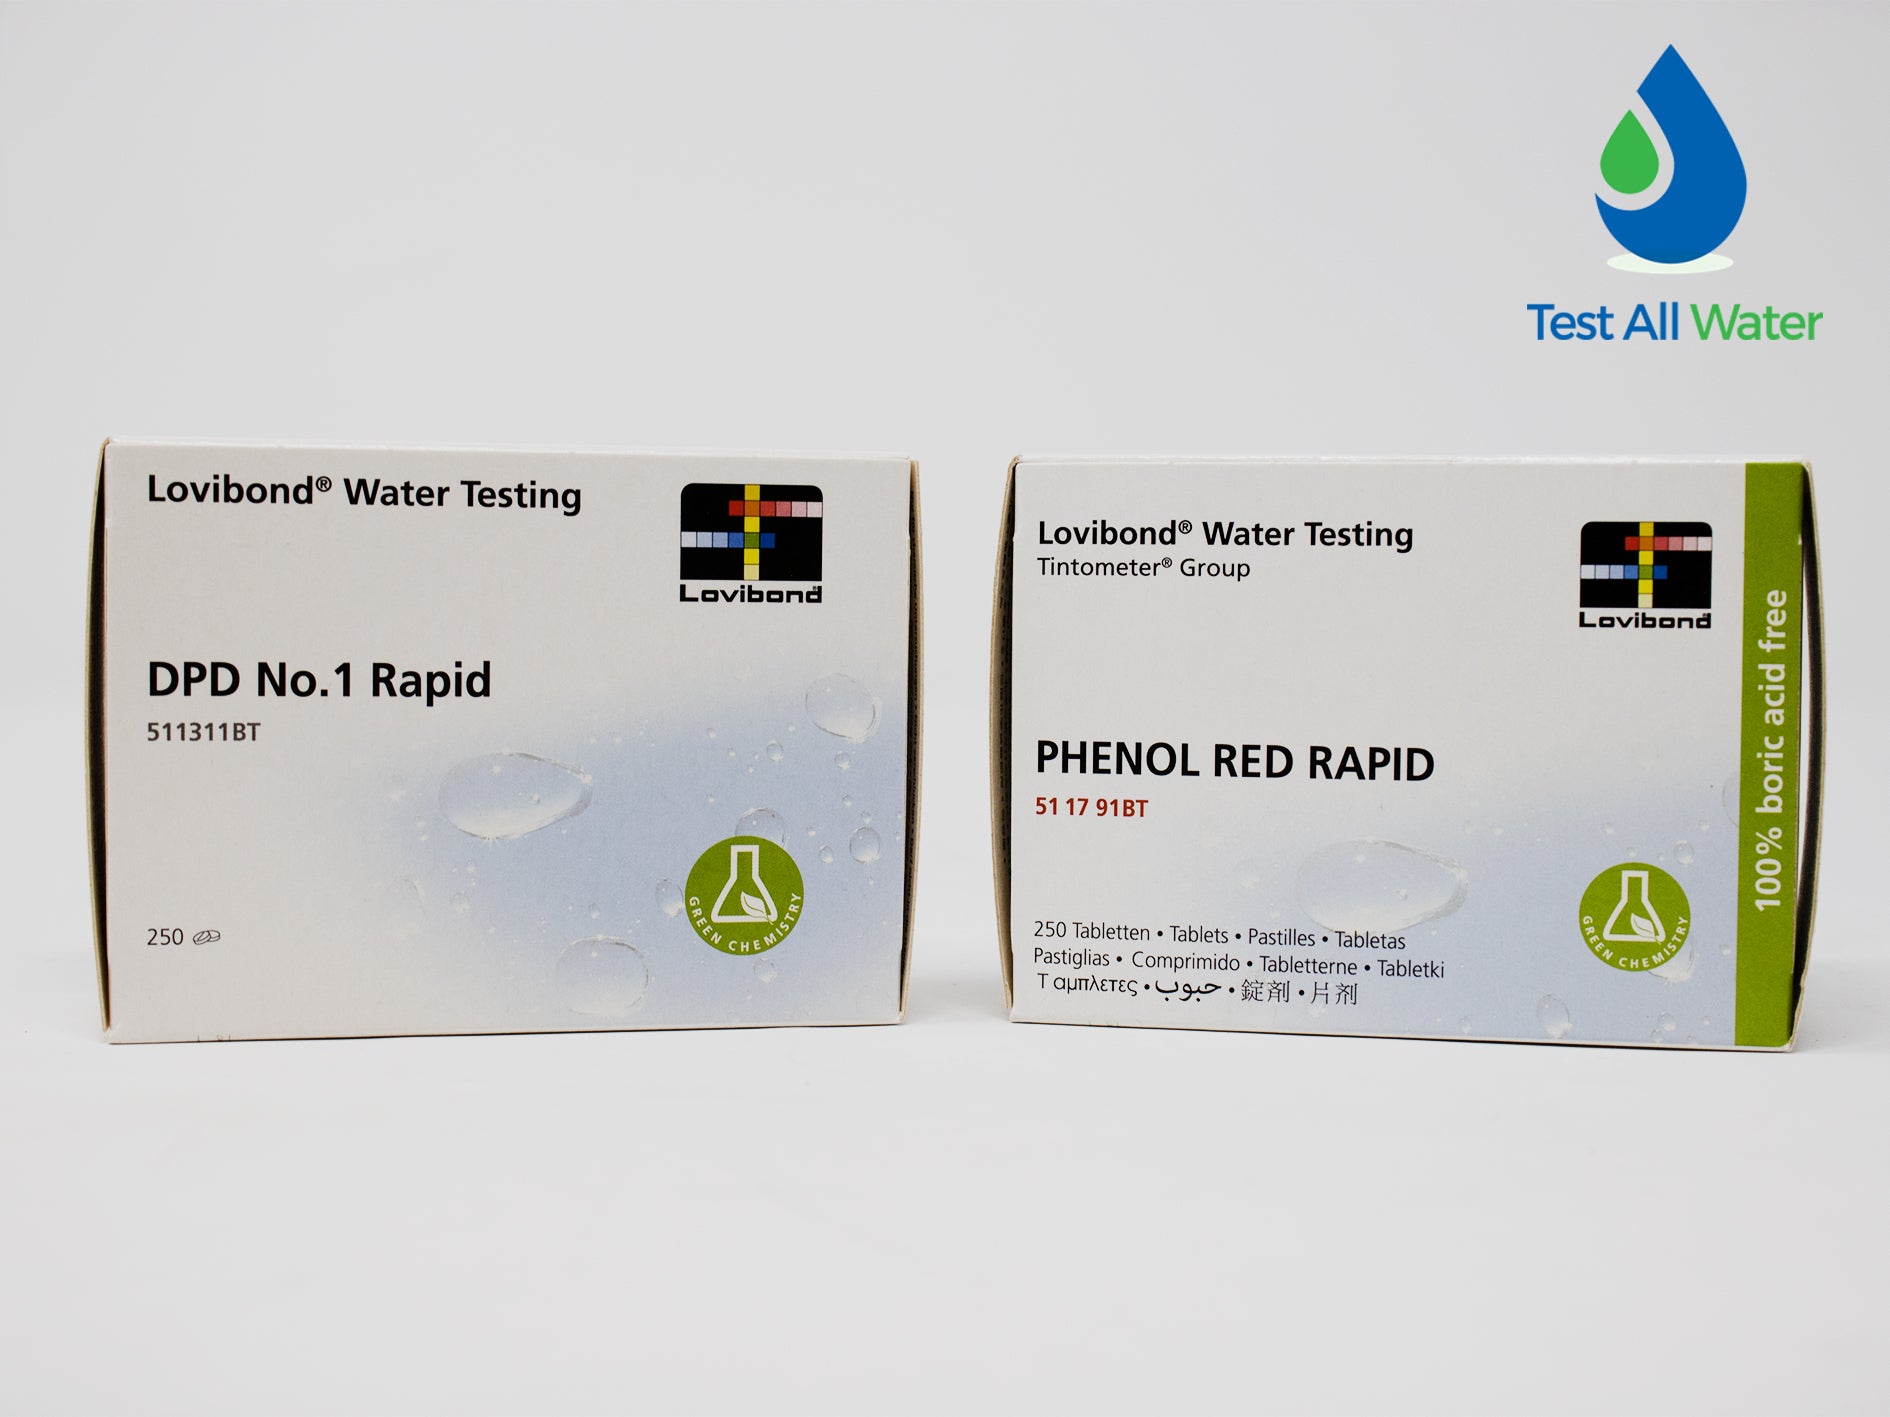 Test All Water
Lovibond® Water Testing
Lovibond
DPD No.1 Rapid
511311BT
GREEN CHEMISTRY
250
Lovibond® Water Testing
Tintometer® Group
Lovibond
PHENOL RED RAPID
51 17 91BT
GREEN CHEMISTRY
250 Tabletten • Tablets • Pastilles • Tabletas
Pastiglias • Comprimido • Tabletterne • Tabletki
Ταμπλετες • حبوب • 錠剤 • 片剂
100% boric acid free